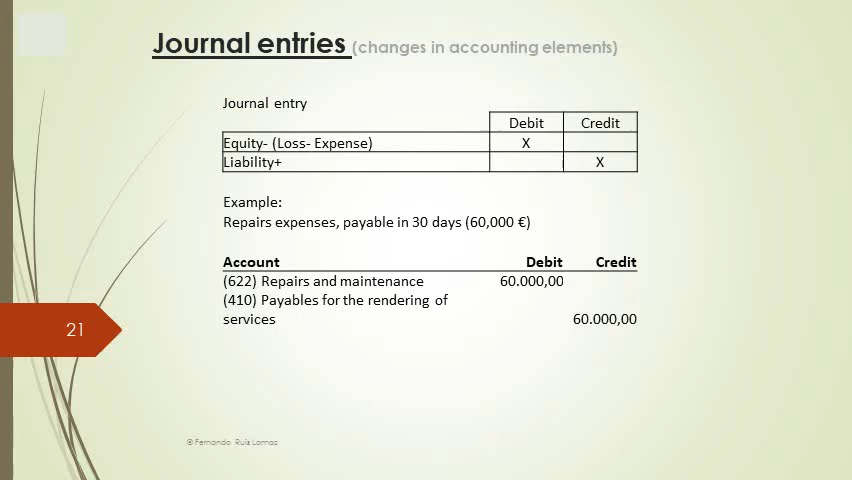 Journal entries (changes in accounting elements)
Journal entry
Debit Credit
Equity- (Loss- Expense) X
Liability+ X
Example:
Repairs expenses, payable in 30 days (60,000 €)
Account Debit Credit
(622) Repairs and maintenance 60.000,00
(410) Payables for the rendering of
services 60.000,00
21
® Fernando Ruiz Lamas